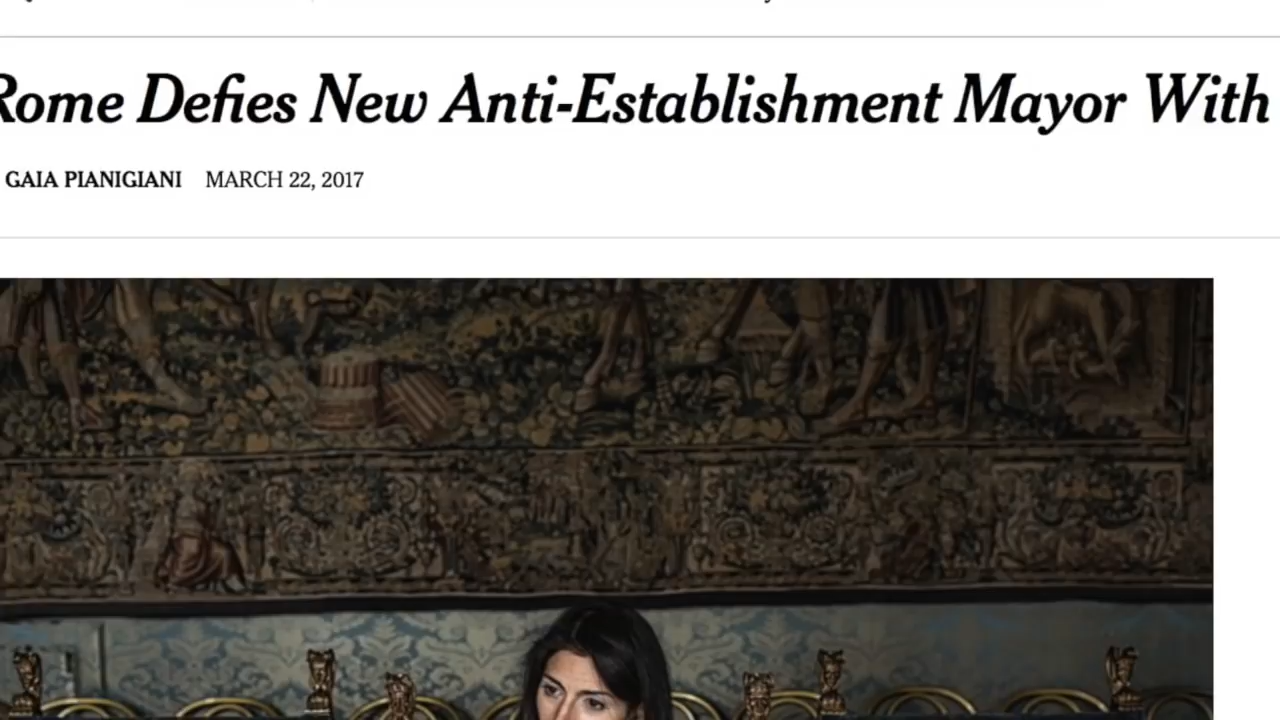 Rome Defies New Anti-Establishment Mayor With
GAIA PIANIGIANI MARCH 22, 2017